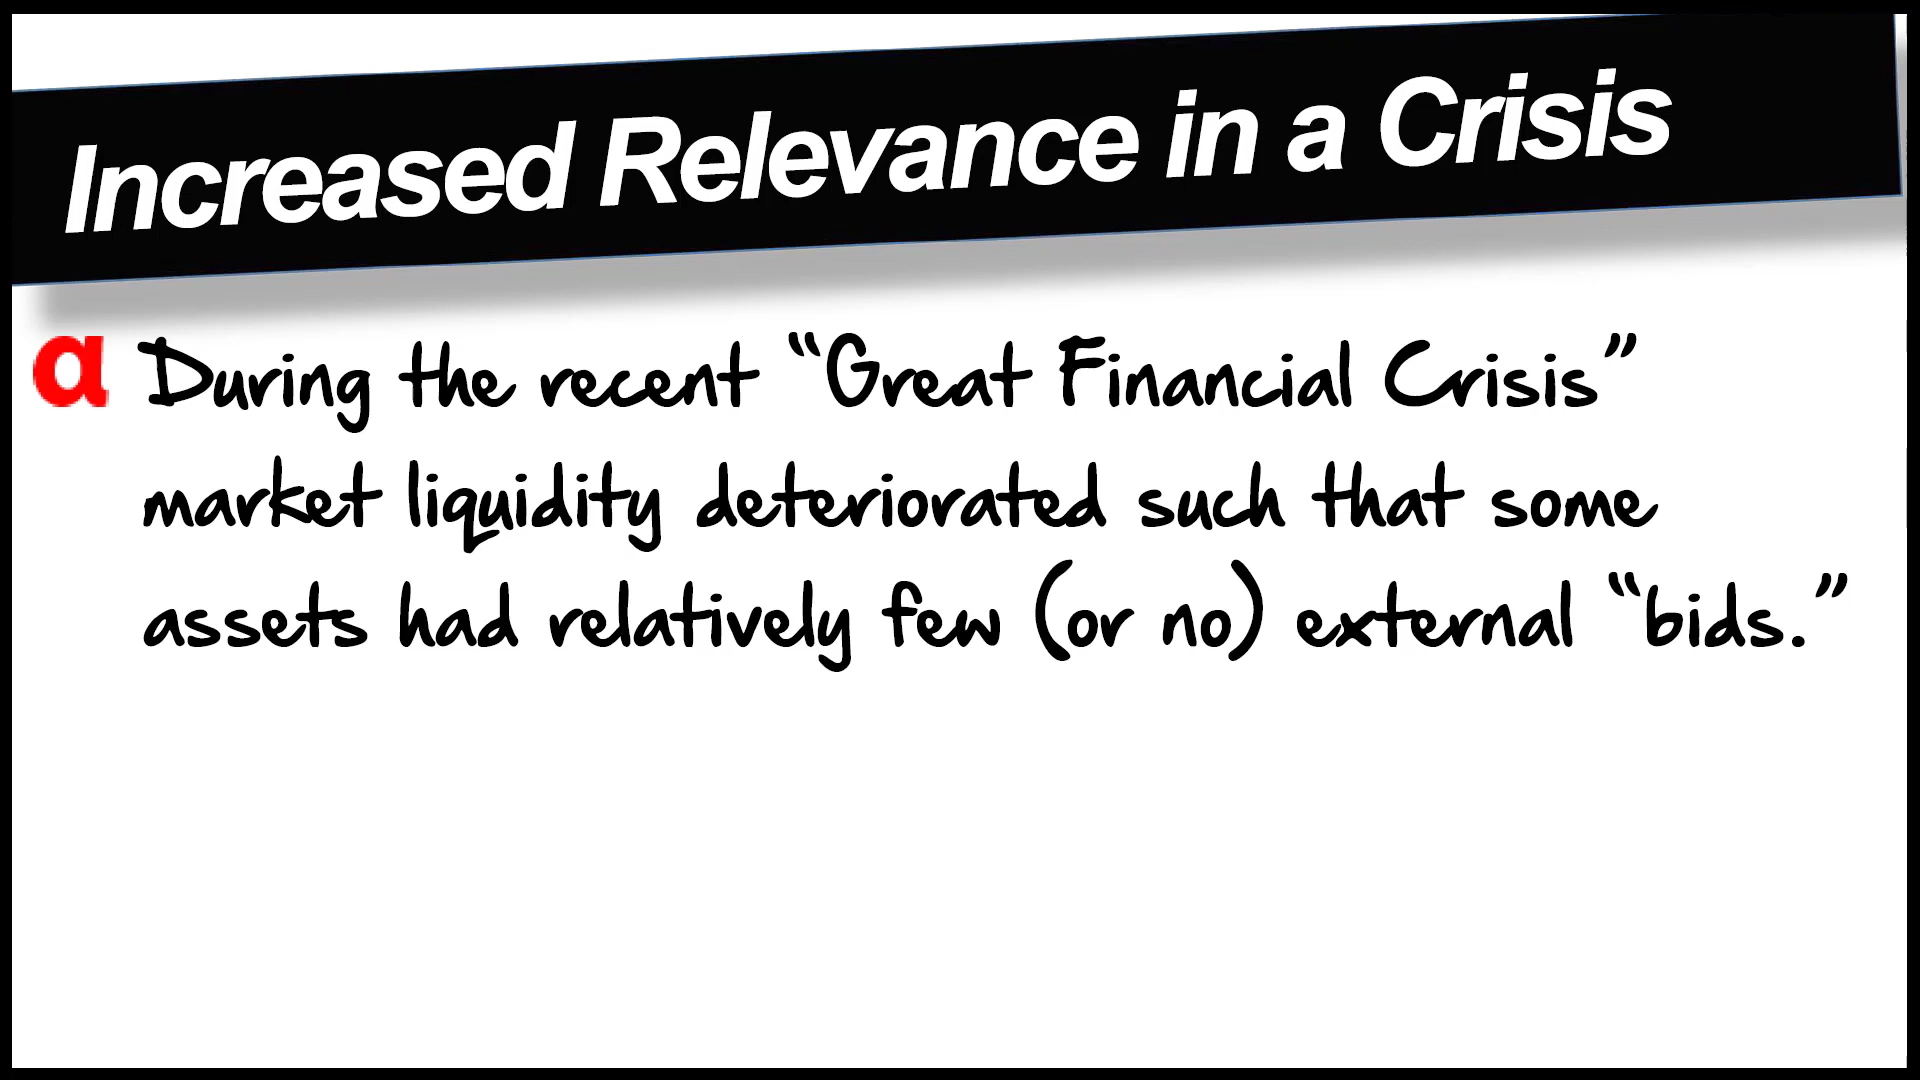 Increased Relevance in a Crisis
α During the recent “Great Financial Crisis”
market liquidity deteriorated such that some
assets had relatively few (or no) external “bids.”